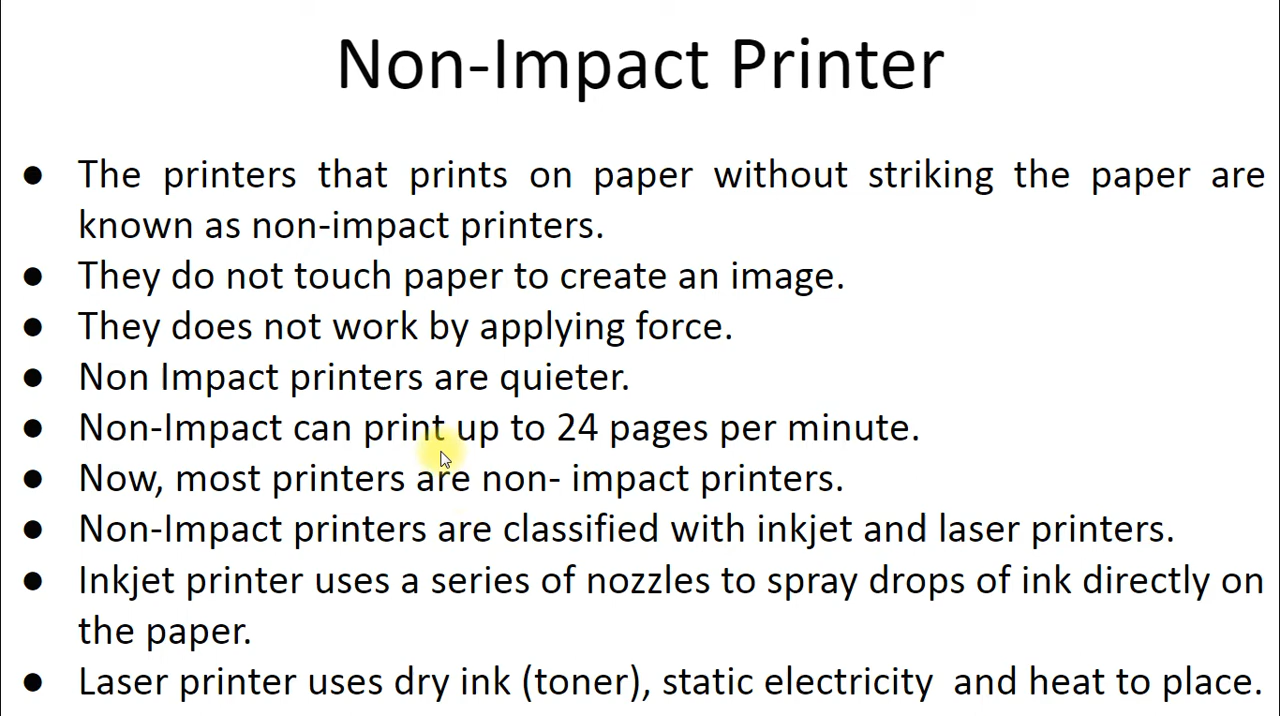 Non-Impact Printer
● The printers that prints on paper without striking the paper are
known as non-impact printers.
● They do not touch paper to create an image.
● They does not work by applying force.
● Non Impact printers are quieter.
● Non-Impact can print up to 24 pages per minute.
● Now, most printers are non- impact printers.
● Non-Impact printers are classified with inkjet and laser printers.
● Inkjet printer uses a series of nozzles to spray drops of ink directly on
the paper.
● Laser printer uses dry ink (toner), static electricity  and heat to place.